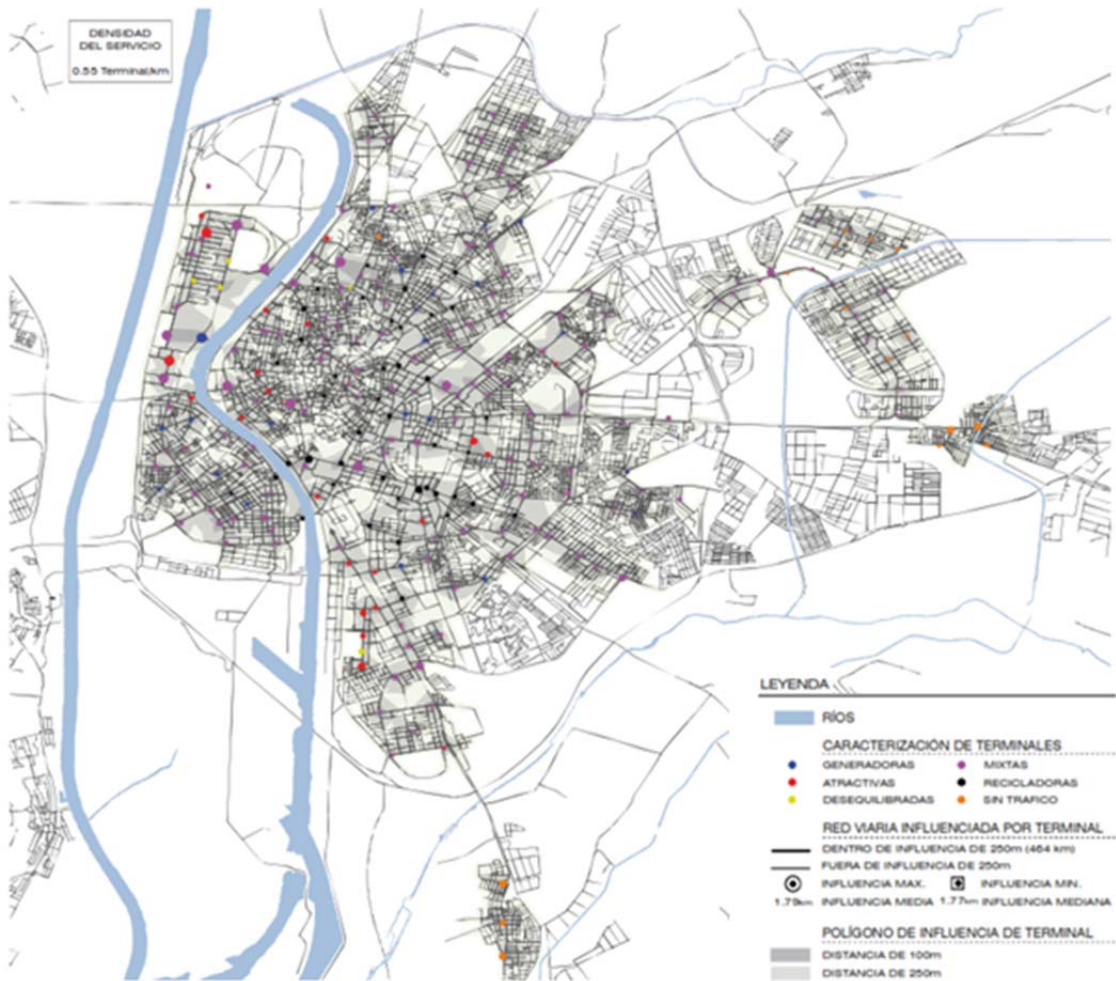 DENSIDAD
DEL SERVICIO
0.55 Terminal/km
LEYENDA
RÍOS
CARACTERIZACIÓN DE TERMINALES
GENERADORAS MIXTAS
ATRACTIVAS RECICLADORAS
DESEQUILIBRADAS SIN TRAFICO
RED VIARIA INFLUENCIADA POR TERMINAL
DENTRO DE INFLUENCIA DE 250m (464 km)
FUERA DE INFLUENCIA DE 250m
INFLUENCIA MAX. INFLUENCIA MIN.
1.79km INFLUENCIA MEDIA 1.77km INFLUENCIA MEDIANA
POLÍGONO DE INFLUENCIA DE TERMINAL
DISTANCIA DE 100m
DISTANCIA DE 250m